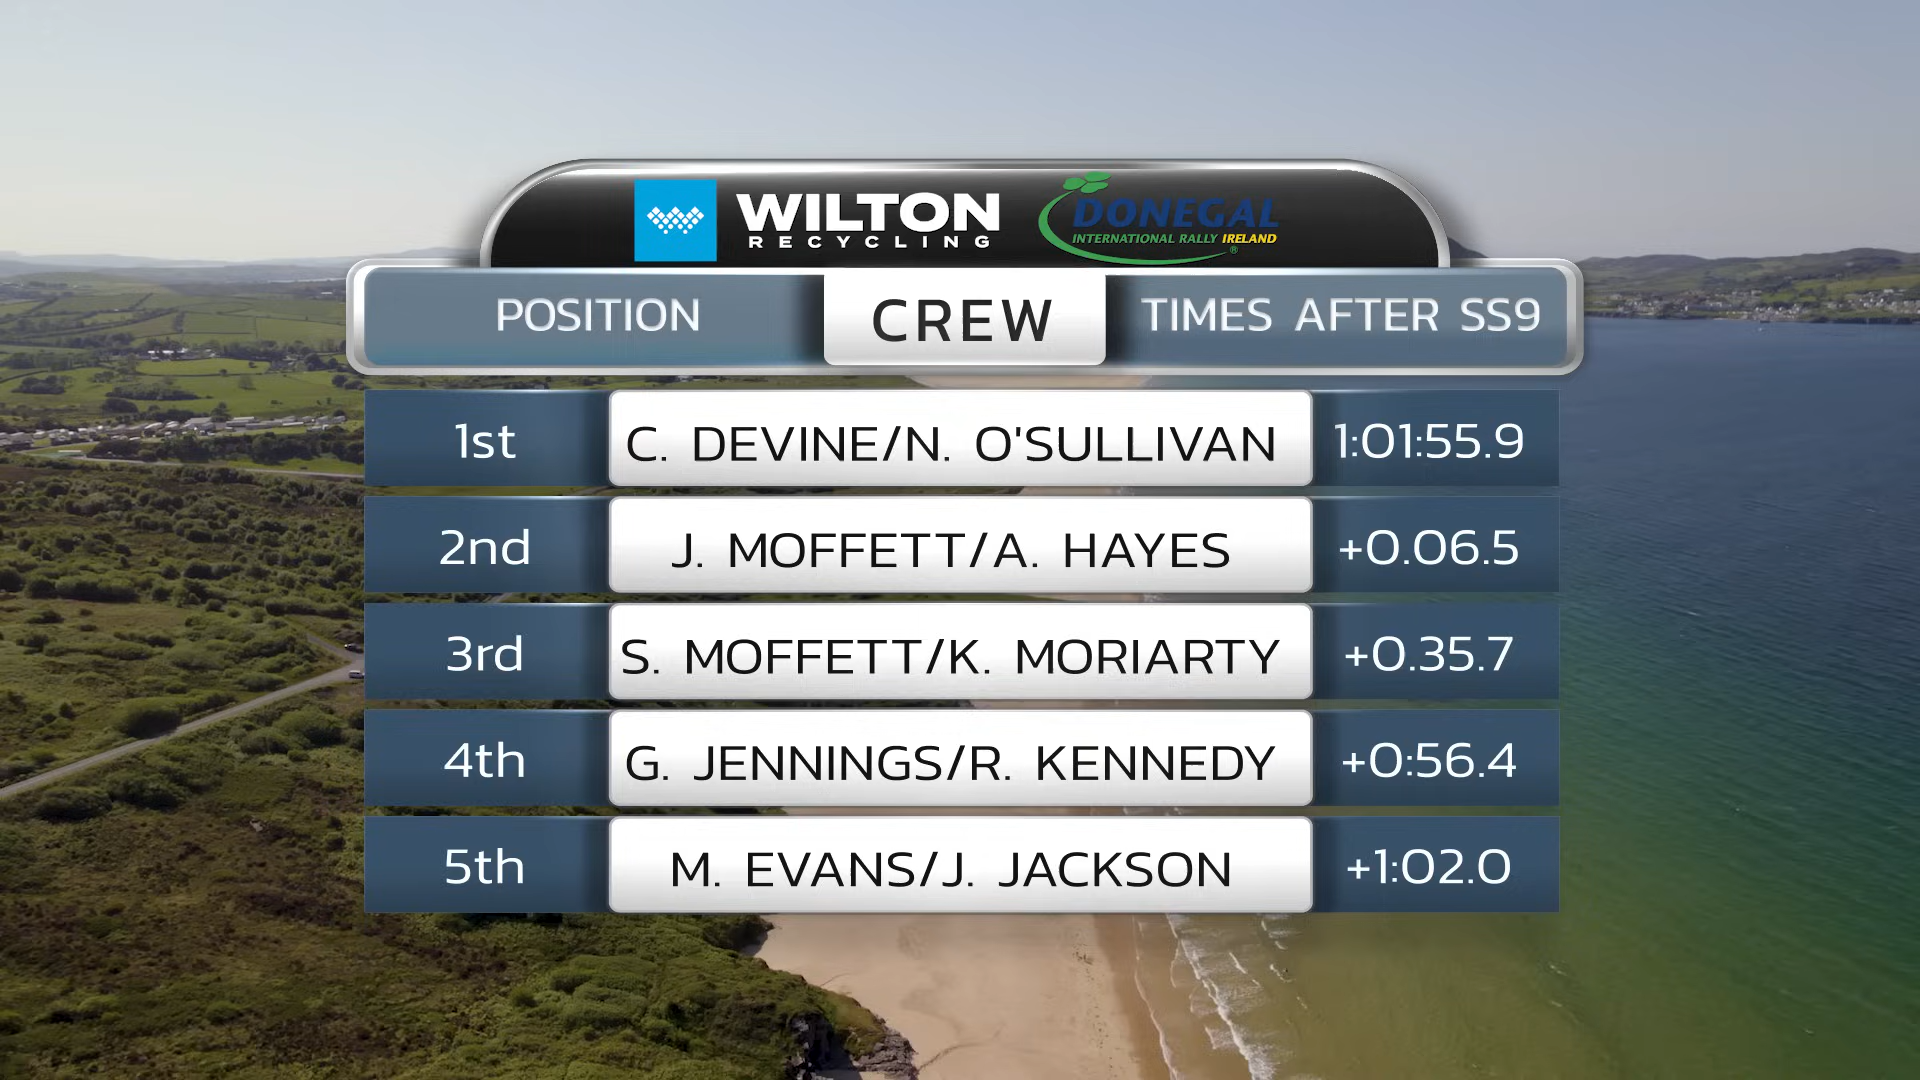 WILTON
RECYCLING
DONEGAL
INTERNATIONAL RALLY IRELAND
®
POSITION CREW TIMES AFTER SS9
1st C. DEVINE/N. O'SULLIVAN 1:01:55.9
2nd J. MOFFETT/A. HAYES +0.06.5
3rd S. MOFFETT/K. MORIARTY +0.35.7
4th G. JENNINGS/R. KENNEDY +0:56.4
5th M. EVANS/J. JACKSON +1:02.0